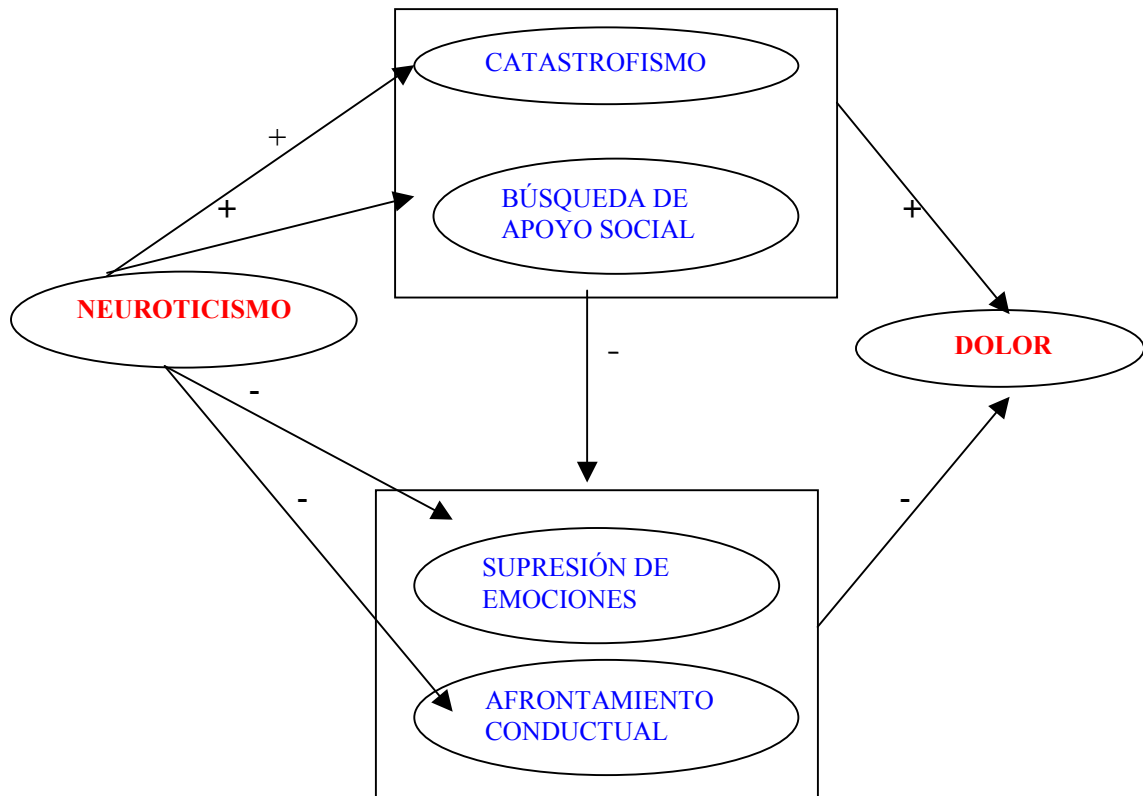 CATASTROFISMO
+
BÚSQUEDA DE
APOYO SOCIAL
+
+
NEUROTICISMO
DOLOR
-
-
-
-
SUPRESIÓN DE
EMOCIONES
AFRONTAMIENTO
CONDUCTUAL